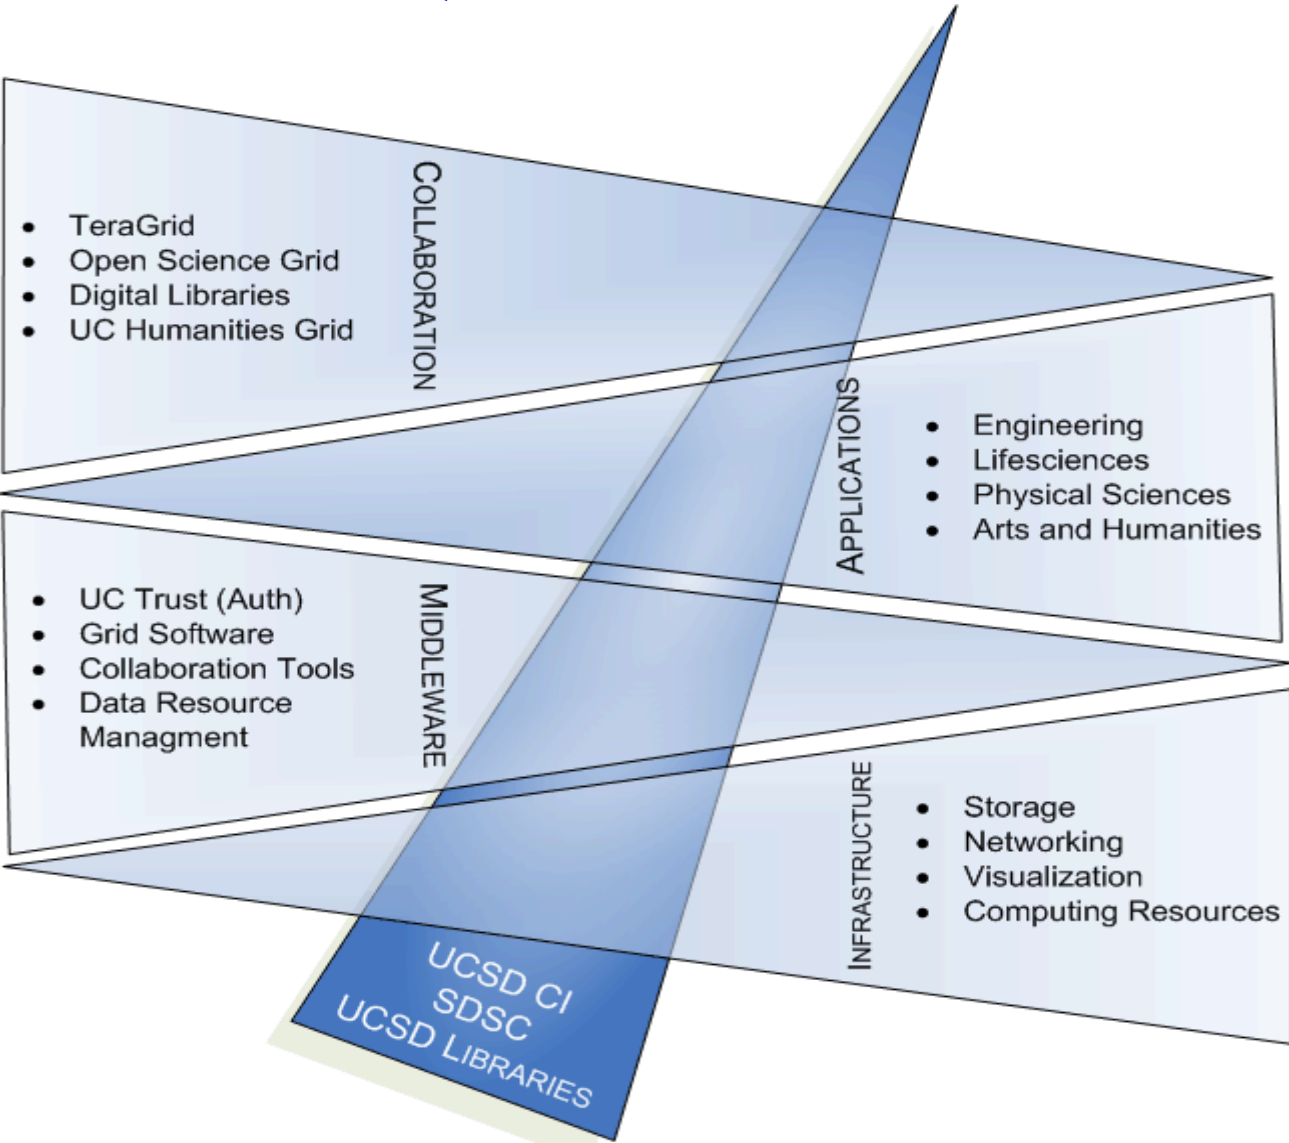 COLLABORATION
• TeraGrid
• Open Science Grid
• Digital Libraries
• UC Humanities Grid
APPLICATIONS
• Engineering
• Lifesciences
• Physical Sciences
• Arts and Humanities
MIDDLEWARE
• UC Trust (Auth)
• Grid Software
• Collaboration Tools
• Data Resource
Managment
INFRASTRUCTURE
• Storage
• Networking
• Visualization
• Computing Resources
UCSD CI
SDSC
UCSD LIBRARIES